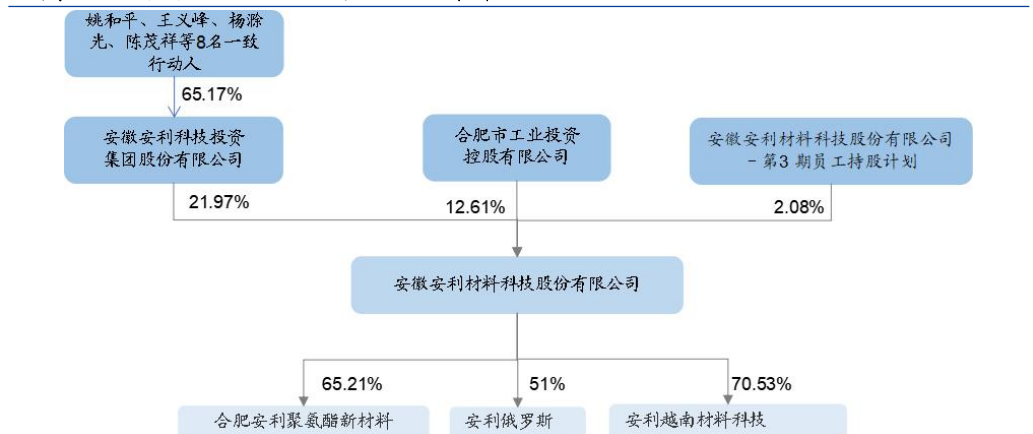 姚和平、王义峰、杨滁
光、陈茂祥等8名一致
行动人
65.17%
安徽安利科技投资
集团股份有限公司
合肥市工业投资
控股有限公司
安徽安利材料科技股份有限公司
- 第3 期员工持股计划
21.97%
12.61%
2.08%
安徽安利材料科技股份有限公司
65.21%
51%
70.53%
合肥安利聚氨酯新材料
安利俄罗斯
安利越南材料科技